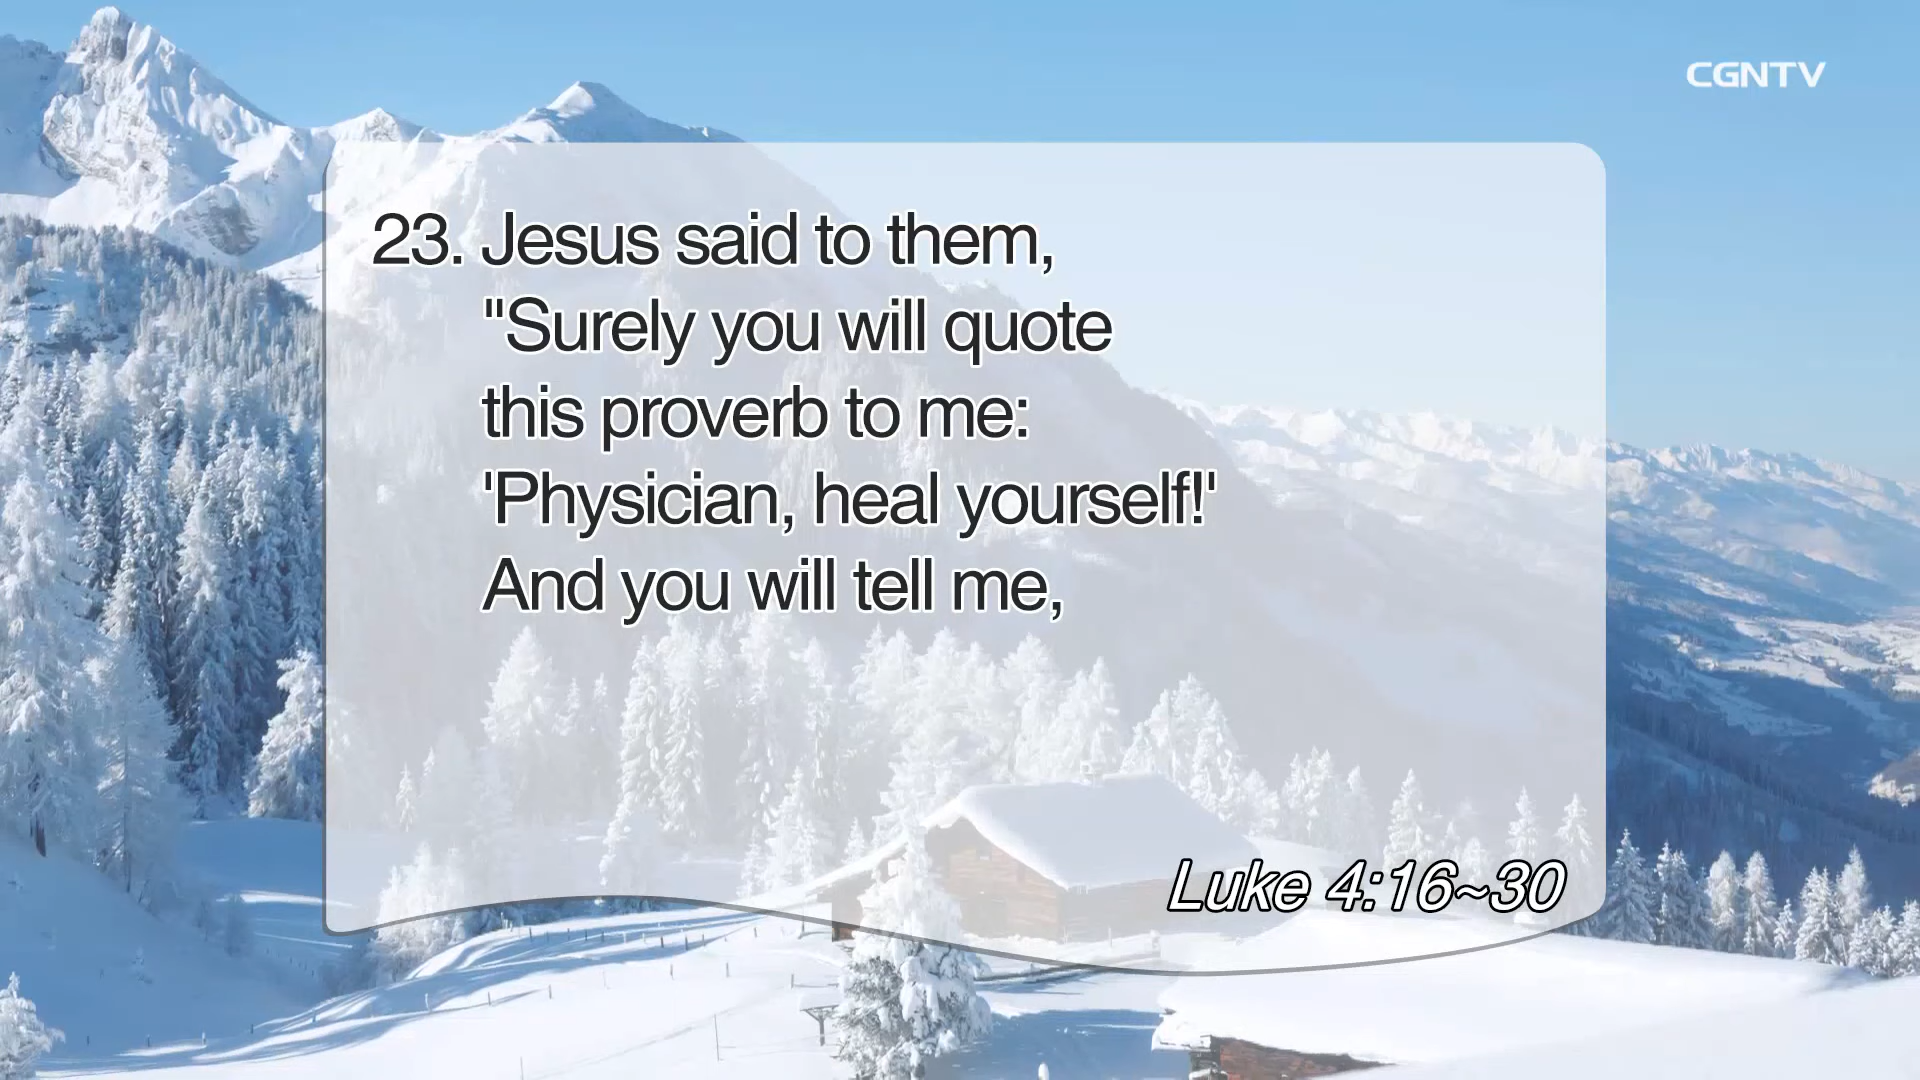 CGNTV
23. Jesus said to them,
"Surely you will quote
this proverb to me:
'Physician, heal yourself!'
And you will tell me,
Luke 4:16~30